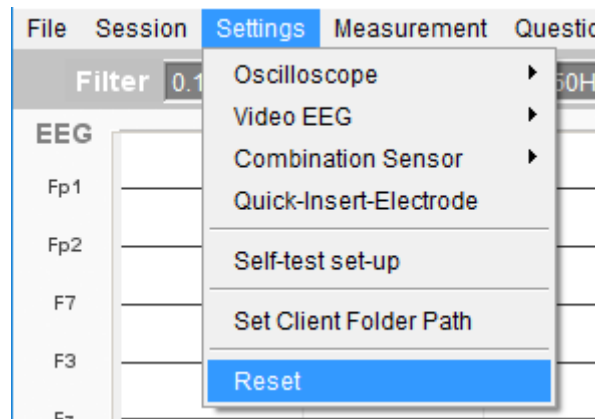 File Session Settings Measurement
Filter 0.1
Oscilloscope
Video EEG
EEG
Combination Sensor
Fp1
Quick-Insert-Electrode
Fp2
Self-test set-up
F7
Set Client Folder Path
F3
Reset